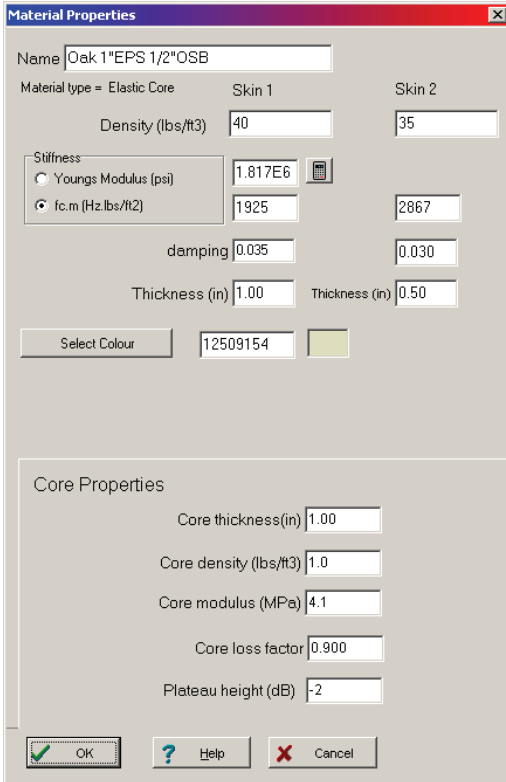 Material Properties
Name Oak 1"EPS 1/2"OSB
Material type = Elastic Core Skin 1 Skin 2
Density (lbs/ft3) 40 35
Stiffness
Youngs Modulus (psi) 1.817E6
fc.m (Hz.lbs/ft2) 1925 2867
damping 0.035 0.030
Thickness (in) 1.00 Thickness (in) 0.50
Select Colour 12509154
Core Properties
Core thickness(in) 1.00
Core density (lbs/ft3) 1.0
Core modulus (MPa) 4.1
Core loss factor 0.900
Plateau height (dB) -2
OK ? Help Cancel